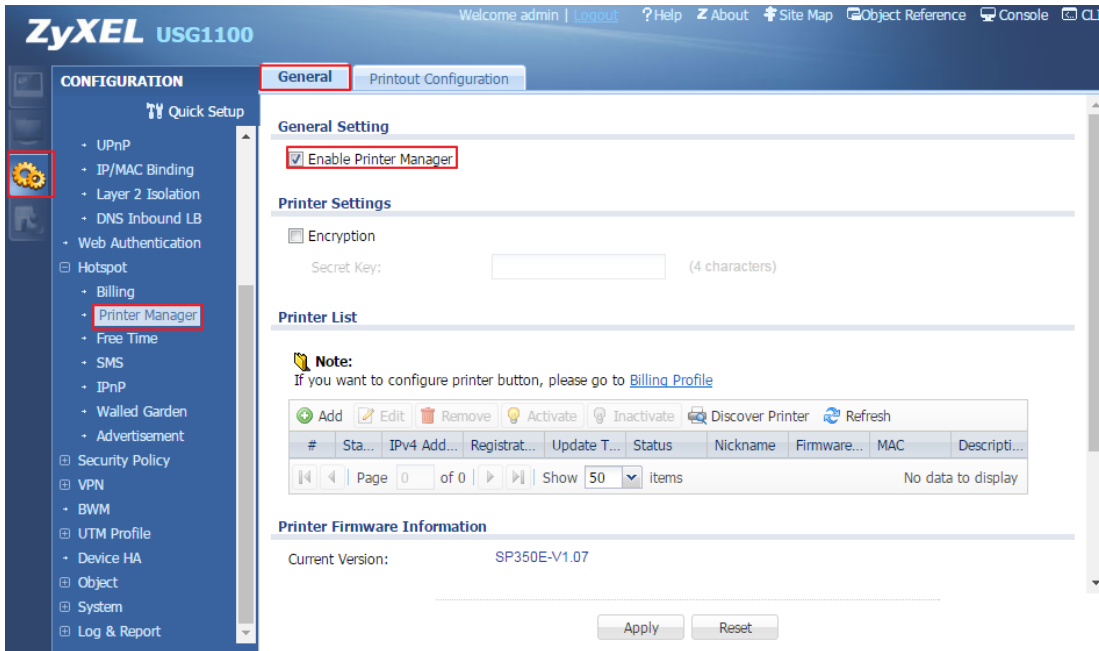 Welcome admin | Logout ?Help Z About Site Map Object Reference Console CLI
ZyXEL USG1100
CONFIGURATION
Quick Setup
UPnP
IP/MAC Binding
Layer 2 Isolation
DNS Inbound LB
Web Authentication
Hotspot
Billing
Printer Manager
Free Time
SMS
IPnP
Walled Garden
Advertisement
Security Policy
VPN
BWM
UTM Profile
Device HA
Object
System
Log & Report
General Printout Configuration
General Setting
Enable Printer Manager
Printer Settings
Encryption
Secret Key: (4 characters)
Printer List
Note:
If you want to configure printer button, please go to Billing Profile
Add Edit Remove Activate Inactivate Discover Printer Refresh
# Sta... IPv4 Add... Registrat... Update T... Status Nickname Firmware... MAC Descripti...
Page 0 of 0 Show 50 items No data to display
Printer Firmware Information
Current Version: SP350E-V1.07
Apply Reset